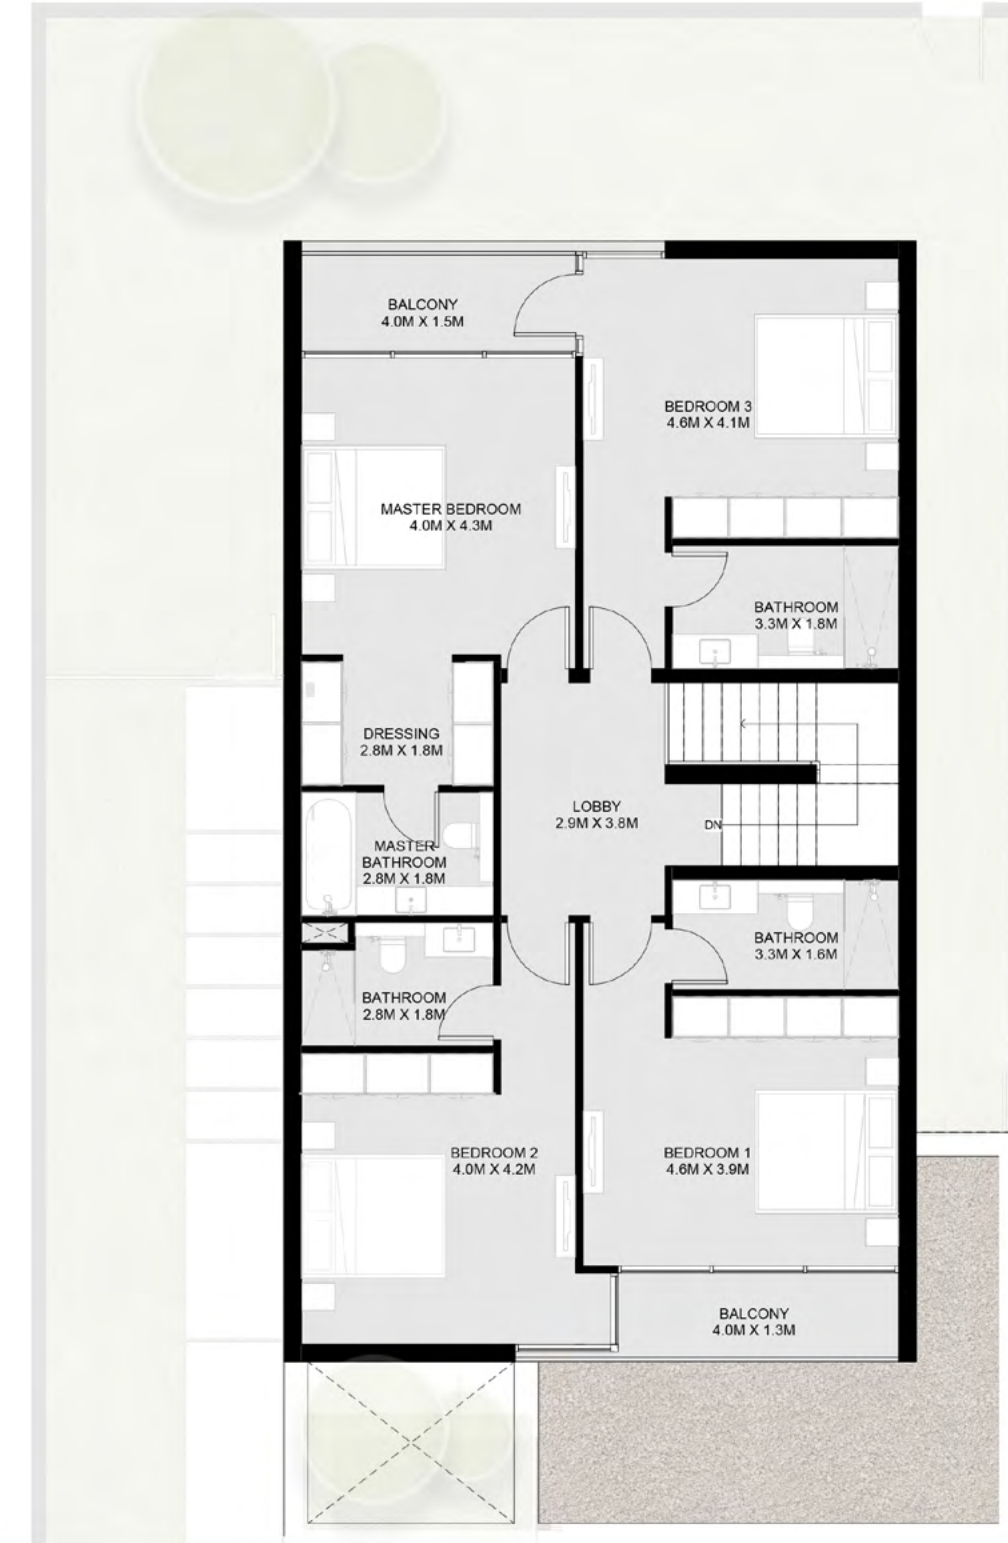 BALCONY
4.0M X 1.5M
BEDROOM 3
4.6M X 4.1M
MASTER BEDROOM
4.0M X 4.3M
BATHROOM
3.3M X 1.8M
DRESSING
2.8M X 1.8M
LOBBY
2.9M X 3.8M
DN
MASTER
BATHROOM
2.8M X 1.8M
BATHROOM
3.3M X 1.6M
BATHROOM
2.8M X 1.8M
BEDROOM 2
4.0M X 4.2M
BEDROOM 1
4.6M X 3.9M
BALCONY
4.0M X 1.3M